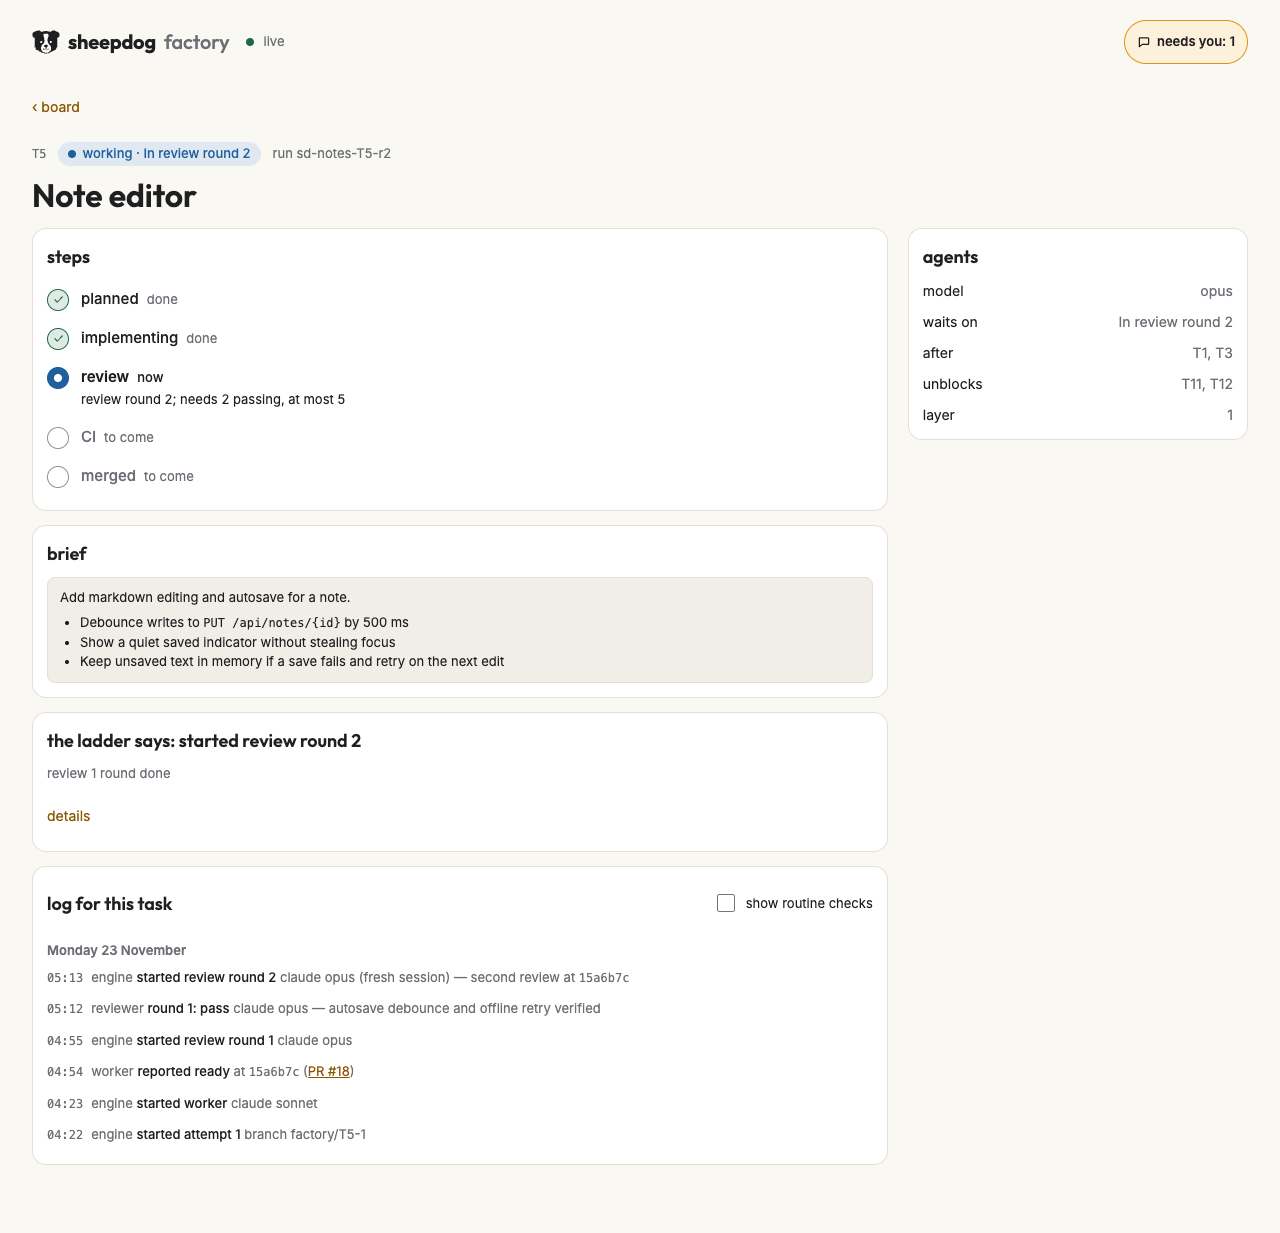 sheepdog factory live
needs you: 1
‹ board
T5 working · In review round 2 run sd-notes-T5-r2
Note editor
steps
planned done
implementing done
review now
review round 2; needs 2 passing, at most 5
CI to come
merged to come
agents
model opus
waits on In review round 2
after T1, T3
unblocks T11, T12
layer 1
brief
Add markdown editing and autosave for a note.
• Debounce writes to PUT /api/notes/{id} by 500 ms
• Show a quiet saved indicator without stealing focus
• Keep unsaved text in memory if a save fails and retry on the next edit
the ladder says: started review round 2
review 1 round done
details
log for this task
show routine checks
Monday 23 November
05:13 engine started review round 2 claude opus (fresh session) — second review at 15a6b7c
05:12 reviewer round 1: pass claude opus — autosave debounce and offline retry verified
04:55 engine started review round 1 claude opus
04:54 worker reported ready at 15a6b7c (PR #18)
04:23 engine started worker claude sonnet
04:22 engine started attempt 1 branch factory/T5-1